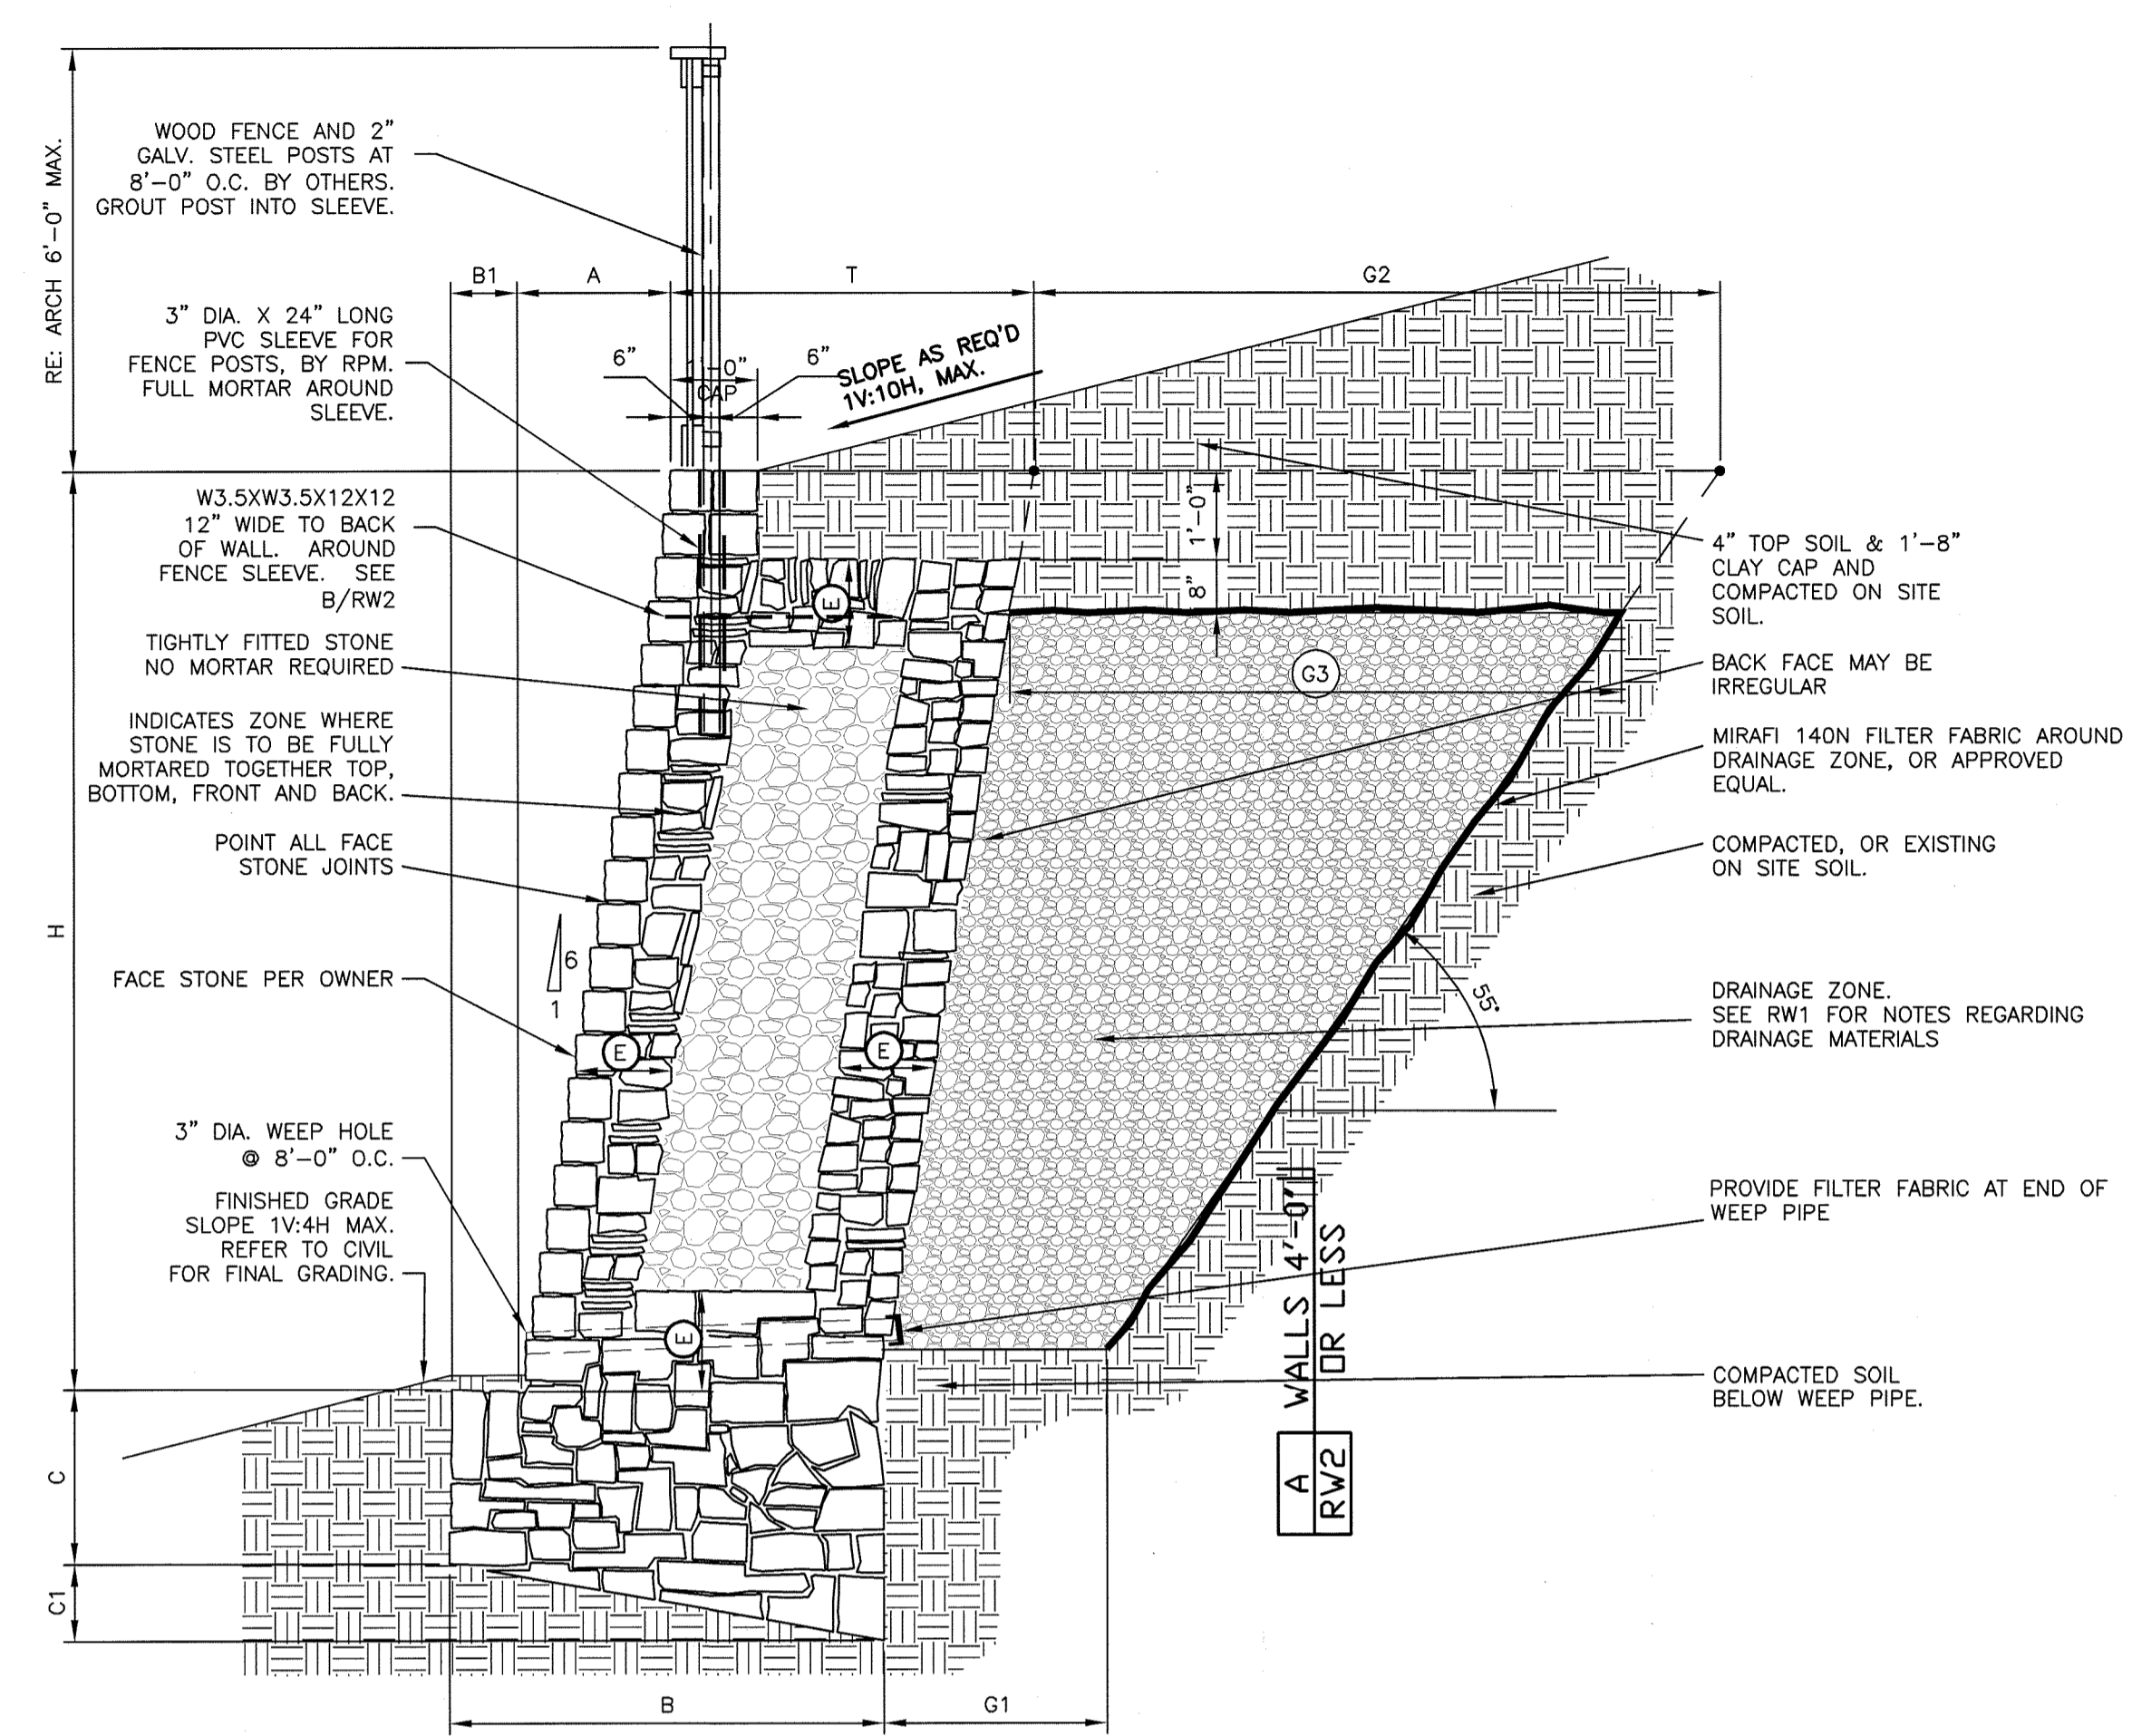 RE: ARCH 6'-0" MAX.
WOOD FENCE AND 2"
GALV. STEEL POSTS AT
8'-0" O.C. BY OTHERS.
GROUT POST INTO SLEEVE.
B1
A
T
G2
3" DIA. X 24" LONG
PVC SLEEVE FOR
FENCE POSTS, BY RPM.
FULL MORTAR AROUND
SLEEVE.
6"
-0"
CAP
6"
SLOPE AS REQ'D
1V:10H, MAX.
W3.5XW3.5X12X12
12" WIDE TO BACK
OF WALL. AROUND
FENCE SLEEVE. SEE
B/RW2
TIGHTLY FITTED STONE
NO MORTAR REQUIRED
INDICATES ZONE WHERE
STONE IS TO BE FULLY
MORTARED TOGETHER TOP,
BOTTOM, FRONT AND BACK.
POINT ALL FACE
STONE JOINTS
H
6
1
FACE STONE PER OWNER
3" DIA. WEEP HOLE
@ 8'-0" O.C.
FINISHED GRADE
SLOPE 1V:4H MAX.
REFER TO CIVIL
FOR FINAL GRADING.
E
E
E
E
1'-0"
8"
G3
4" TOP SOIL & 1'-8"
CLAY CAP AND
COMPACTED ON SITE
SOIL.
BACK FACE MAY BE
IRREGULAR
MIRAFI 140N FILTER FABRIC AROUND
DRAINAGE ZONE, OR APPROVED
EQUAL.
COMPACTED, OR EXISTING
ON SITE SOIL.
55°
DRAINAGE ZONE.
SEE RW1 FOR NOTES REGARDING
DRAINAGE MATERIALS
PROVIDE FILTER FABRIC AT END OF
WEEP PIPE
COMPACTED SOIL
BELOW WEEP PIPE.
A
RW2
WALLS 4'-0"
OR LESS
C
C1
B
G1